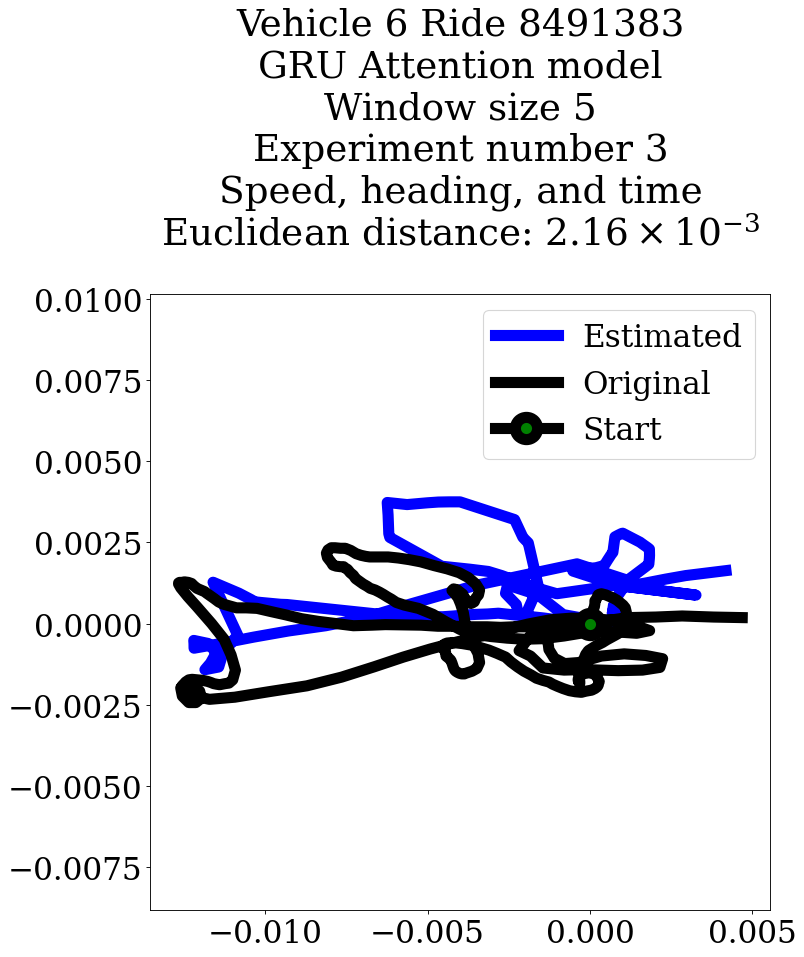 Vehicle 6 Ride 8491383
GRU Attention model
Window size 5
Experiment number 3
Speed, heading, and time
Euclidean distance: 2.16 × 10⁻³
0.0100
0.0075
0.0050
0.0025
0.0000
−0.0025
−0.0050
−0.0075
Estimated
Original
Start
−0.010
−0.005
0.000
0.005